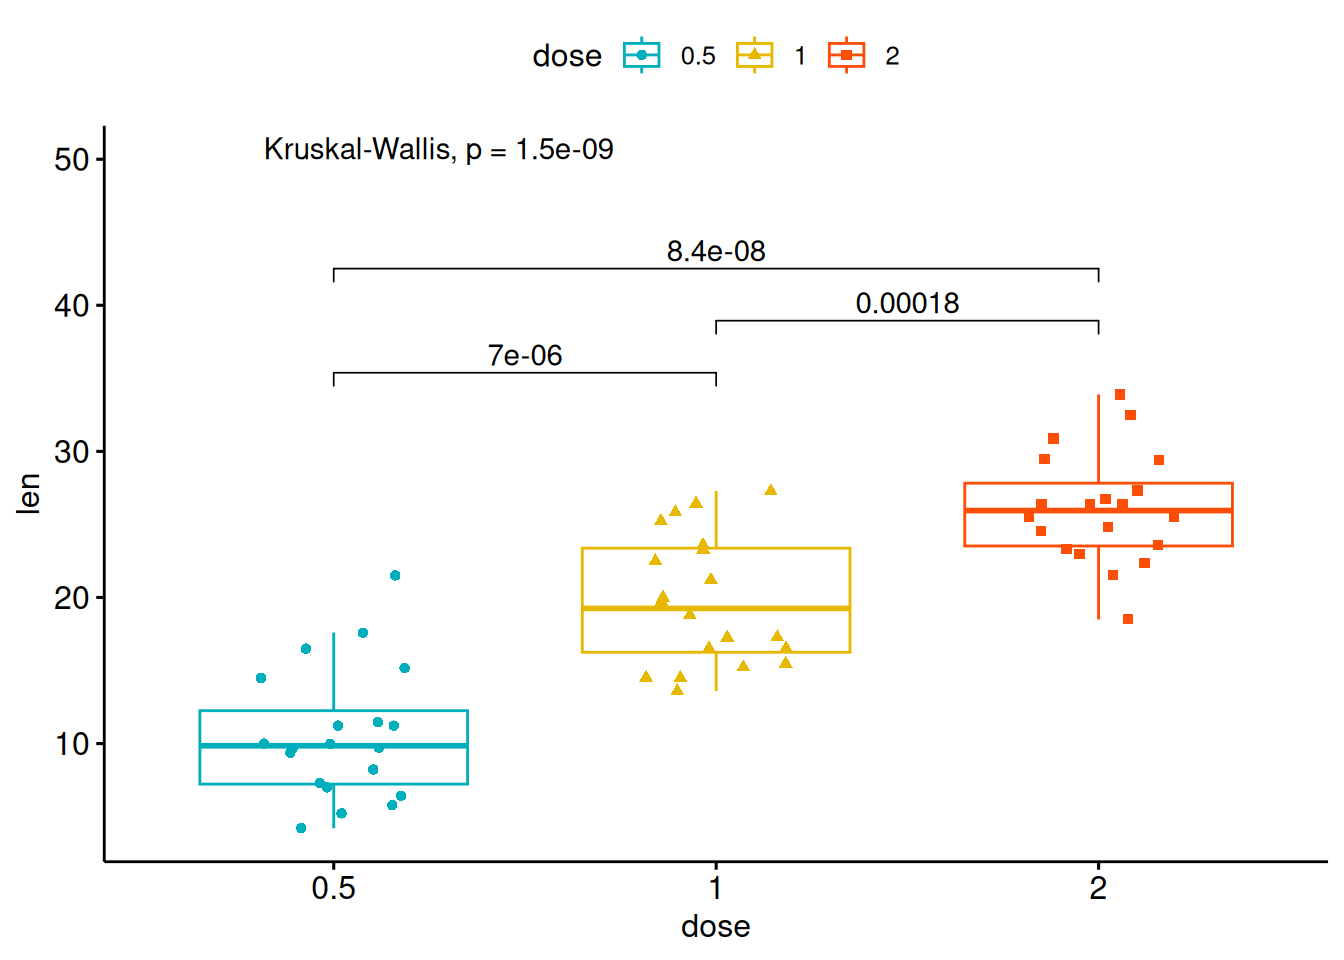 dose 0.5 1 2
Kruskal-Wallis, p = 1.5e-09
50
8.4e-08
40
0.00018
7e-06
30
len
20
10
0.5 1 2
dose